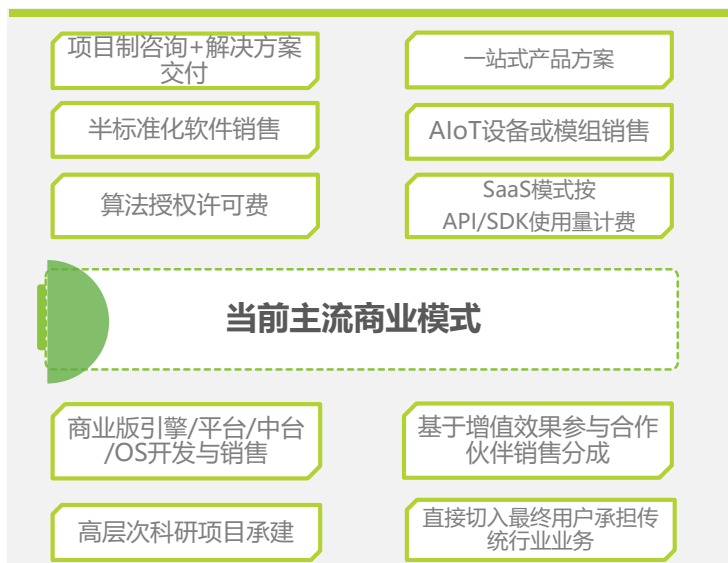 项目制咨询+解决方案
交付
一站式产品方案
半标准化软件销售
AIoT设备或模组销售
算法授权许可费
SaaS模式按
API/SDK使用量计费
当前主流商业模式
商业版引擎/平台/中台
/OS开发与销售
基于增值效果参与合作
伙伴销售分成
高层次科研项目承建
直接切入最终用户承担传
统行业业务